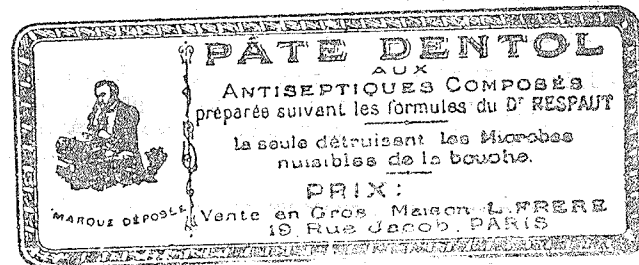 PÂTE DENTOL
AUX
ANTISEPTIQUES COMPOSÉS
préparée suivant les formules du Dr RESPAUT
la seule détruisant les Microbes
nuisibles de la bouche.
PRIX:
Vente en Gros Maison L. FRERE
19 Rue Jacob, PARIS
MARQUE DÉPOSÉE